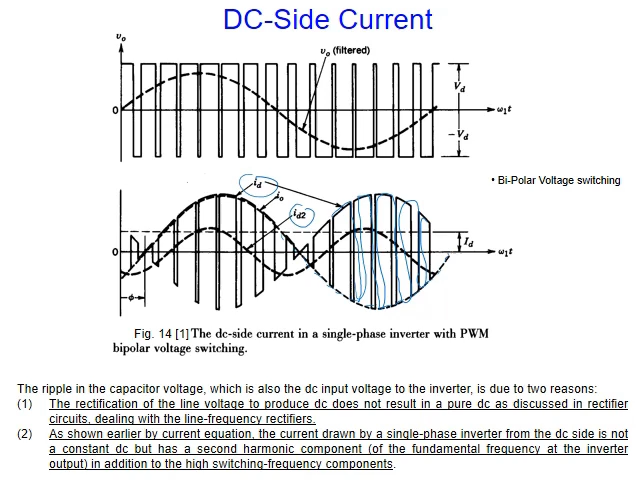 DC-Side Current
υₒ
υₒ (filtered)
V_d
0
ω₁t
−V_d
• Bi-Polar Voltage switching
i_d
i_o
i_d2
I_d
0
ω₁t
ϕ
Fig. 14 [1] The dc-side current in a single-phase inverter with PWM
bipolar voltage switching.
The ripple in the capacitor voltage, which is also the dc input voltage to the inverter, is due to two reasons:
(1) The rectification of the line voltage to produce dc does not result in a pure dc as discussed in rectifier
circuits, dealing with the line-frequency rectifiers.
(2) As shown earlier by current equation, the current drawn by a single-phase inverter from the dc side is not
a constant dc but has a second harmonic component (of the fundamental frequency at the inverter
output) in addition to the high switching-frequency components.